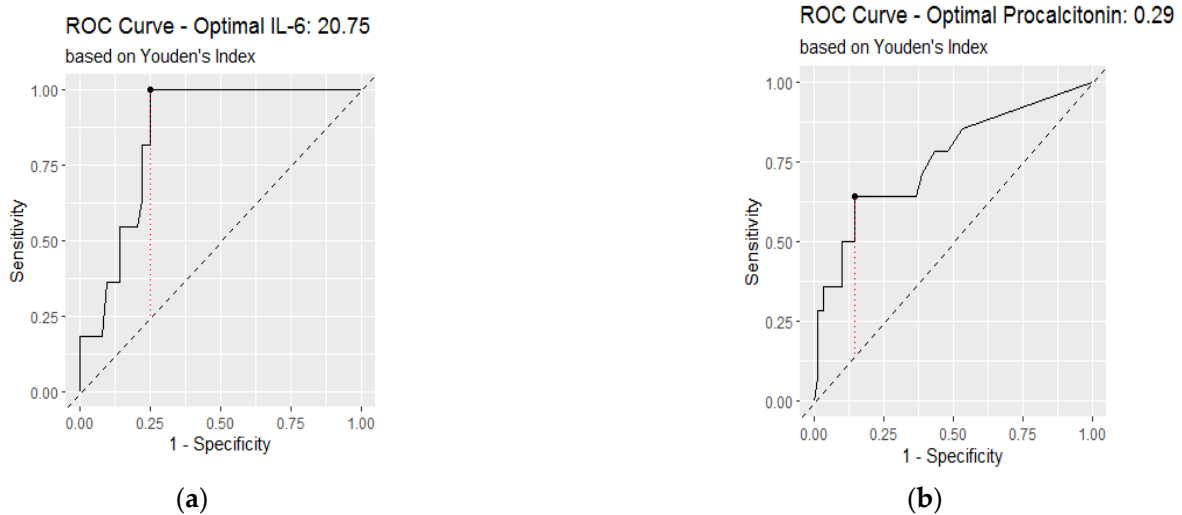 ROC Curve - Optimal IL-6: 20.75
based on Youden's Index
1.00
0.75
0.50
0.25
0.00
Sensitivity
0.00 0.25 0.50 0.75 1.00
1 - Specificity
(a)
ROC Curve - Optimal Procalcitonin: 0.29
based on Youden's Index
1.00
0.75
0.50
0.25
0.00
Sensitivity
0.00 0.25 0.50 0.75 1.00
1 - Specificity
(b)